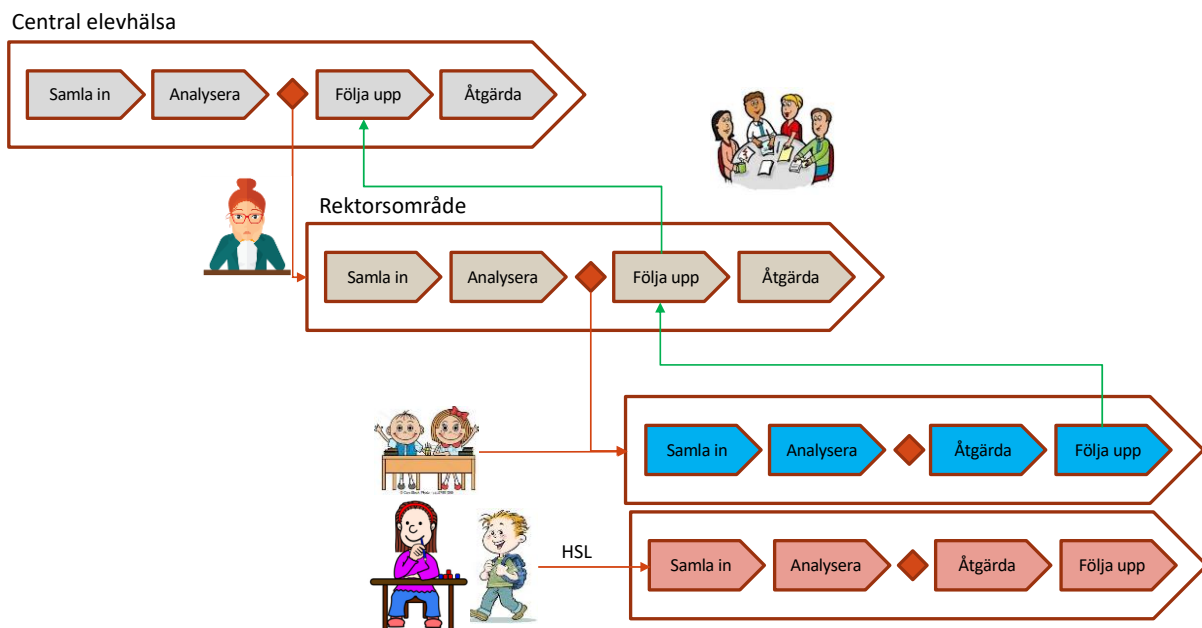 Central elevhälsa
Samla in
Analysera
Följa upp
Åtgärda
Rektorsområde
Samla in
Analysera
Följa upp
Åtgärda
Samla in
Analysera
Åtgärda
Följa upp
HSL
Samla in
Analysera
Åtgärda
Följa upp